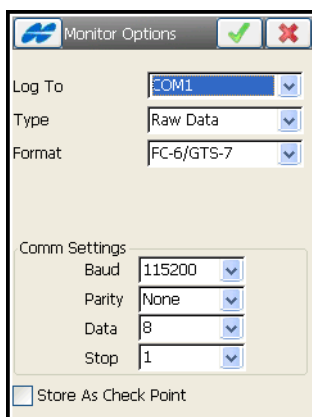 Monitor Options
Log To COM1
Type Raw Data
Format FC-6/GTS-7
Comm Settings
Baud 115200
Parity None
Data 8
Stop 1
Store As Check Point